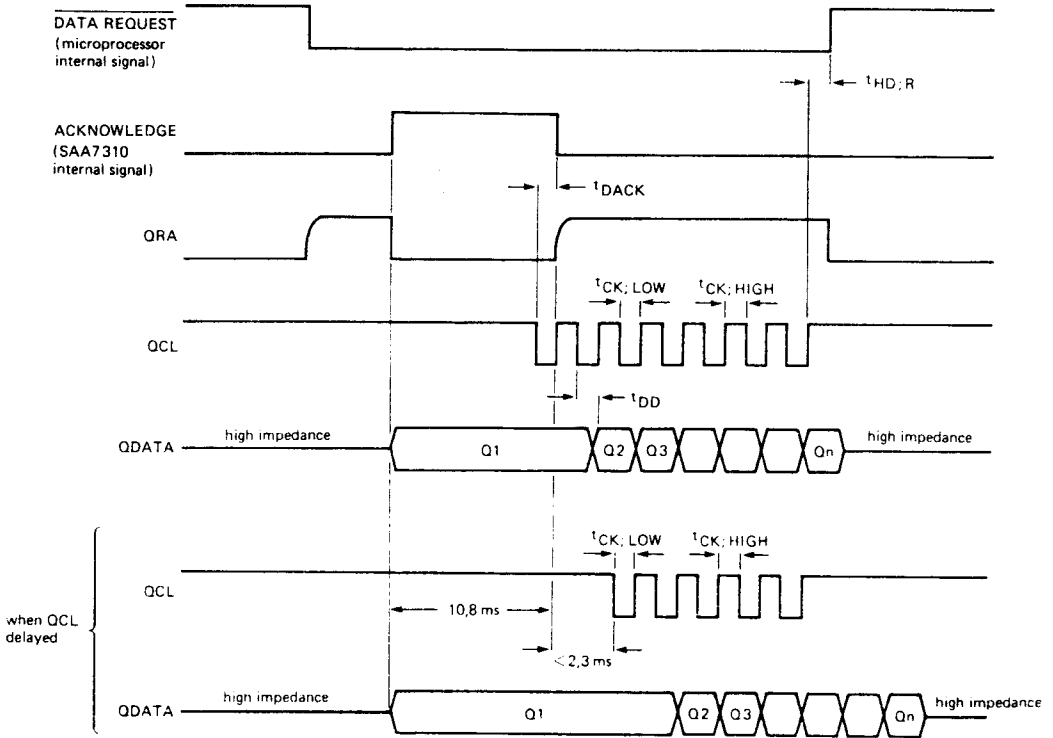 DATA REQUEST
(microprocessor
internal signal)
tHD; R
ACKNOWLEDGE
(SAA7310
internal signal)
tDACK
QRA
tCK; LOW
tCK; HIGH
QCL
tDD
QDATA
high impedance
Q1
Q2
Q3
Qn
high impedance
tCK; LOW
tCK; HIGH
QCL
when QCL
delayed
10,8 ms
<2,3 ms
QDATA
high impedance
Q1
Q2
Q3
Qn
high impedance